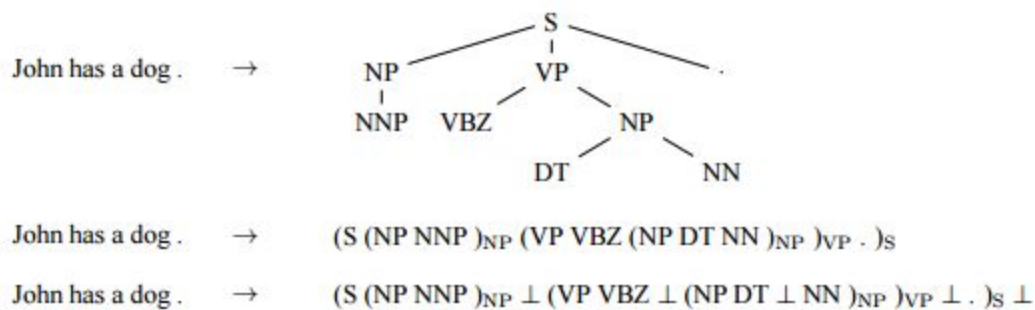 S
John has a dog . → NP VP .
NNP VBZ NP
DT NN
John has a dog . → (S (NP NNP )NP (VP VBZ (NP DT NN )NP )VP . )S
John has a dog . → (S (NP NNP )NP ⊥ (VP VBZ ⊥ (NP DT ⊥ NN )NP )VP ⊥ . )S ⊥